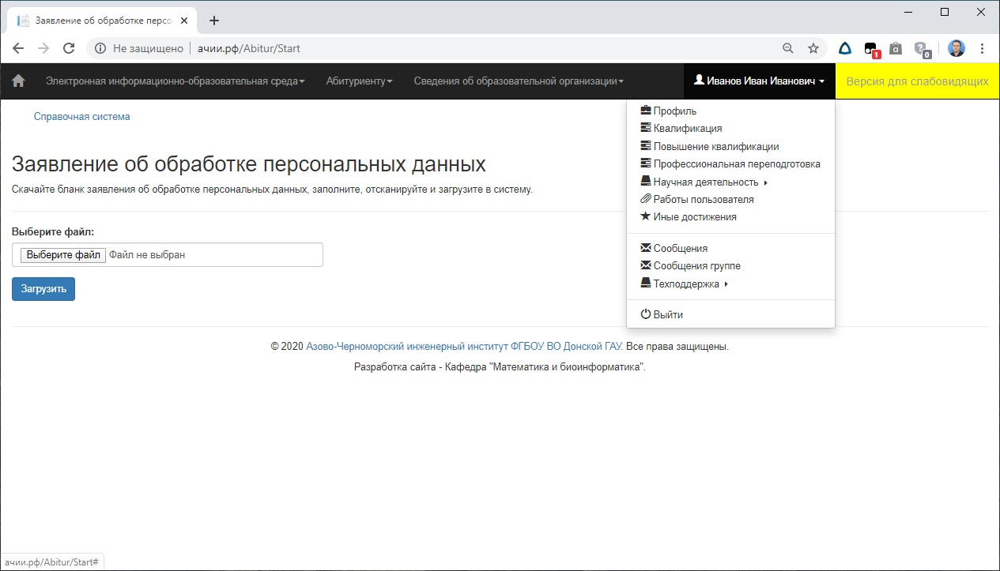 Заявление об обработке персо
Не защищено ачии.рф/Abitur/Start
1
a
?
0
Электронная информационно-образовательная среда Абитуриенту Сведения об образовательной организации Иванов Иван Иванович Версия для слабовидящих
Справочная система
Профиль
Квалификация
Повышение квалификации
Профессиональная переподготовка
Научная деятельность
Работы пользователя
Иные достижения
Сообщения
Сообщения группе
Техподдержка
Выйти
Заявление об обработке персональных данных
Скачайте бланк заявления об обработке персональных данных, заполните, отсканируйте и загрузите в систему.
Выберите файл:
Выберите файл Файл не выбран
Загрузить
© 2020 Азово-Черноморский инженерный институт ФГБОУ ВО Донской ГАУ. Все права защищены.
Разработка сайта - Кафедра "Математика и биоинформатика".
ачии.рф/Abitur/Start#